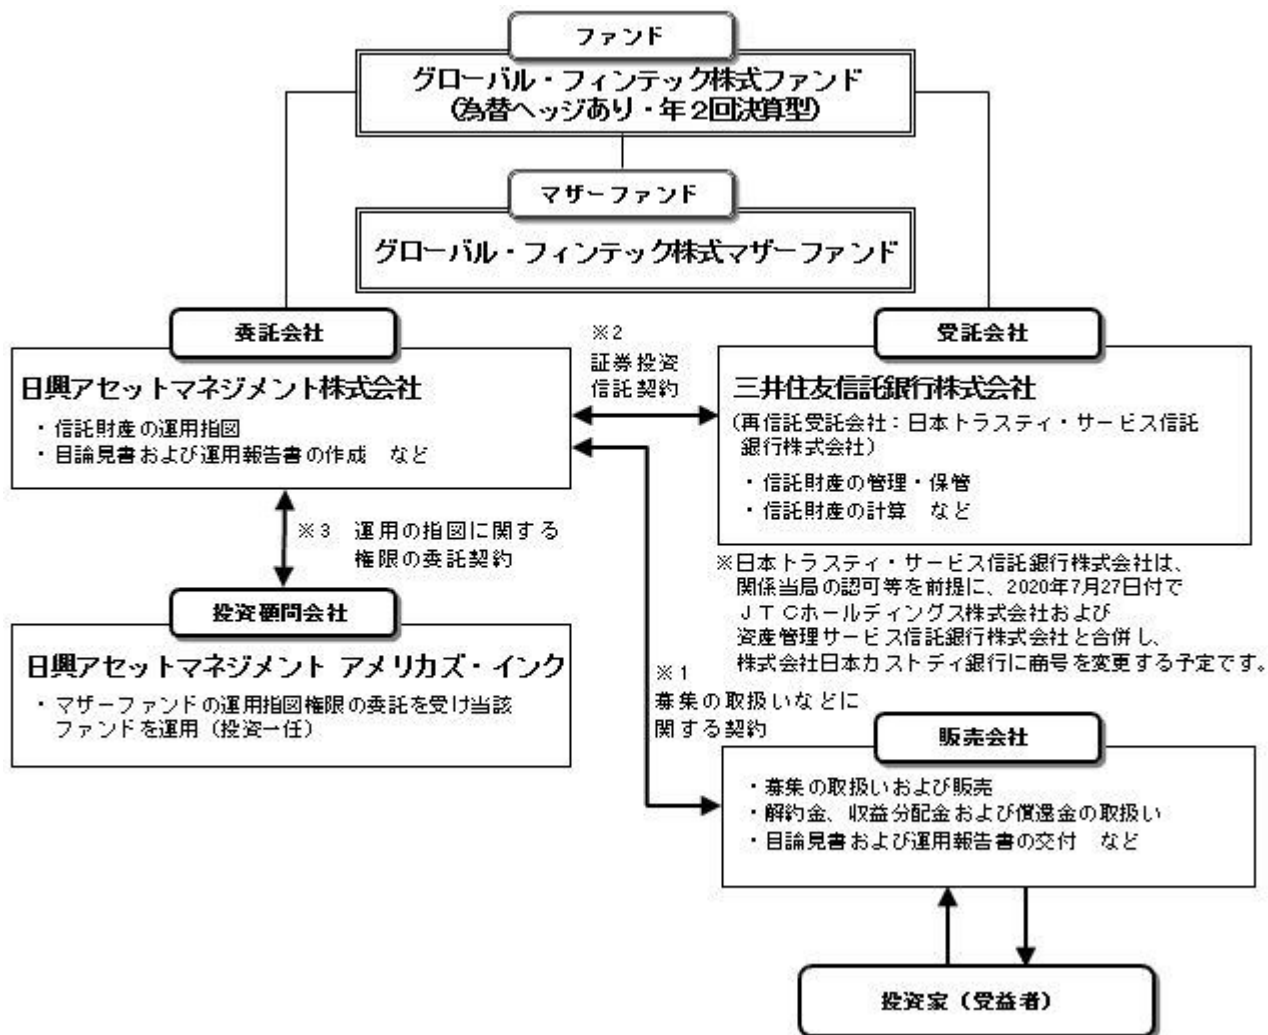 ファンド
グローバル・フィンテック株式ファンド
(為替ヘッジあり・年2回決算型)
マザーファンド
グローバル・フィンテック株式マザーファンド
委託会社
日興アセットマネジメント株式会社
・信託財産の運用指図
・目論見書および運用報告書の作成 など
※2
証券投資
信託契約
受託会社
三井住友信託銀行株式会社
(再信託受託会社:日本トラスティ・サービス信託
銀行株式会社)
・信託財産の管理・保管
・信託財産の計算 など
※3 運用の指図に関する
権限の委託契約
※日本トラスティ・サービス信託銀行株式会社は、
関係当局の認可等を前提に、2020年7月27日付で
JTCホールディングス株式会社および
資産管理サービス信託銀行株式会社と合併し、
株式会社日本カストディ銀行に商号を変更する予定です。
投資顧問会社
日興アセットマネジメント アメリカズ・インク
・マザーファンドの運用指図権限の委託を受け当該
ファンドを運用(投資一任)
※1
募集の取扱いなどに
関する契約
販売会社
・募集の取扱いおよび販売
・解約金、収益分配金および償還金の取扱い
・目論見書および運用報告書の交付 など
投資家(受益者)